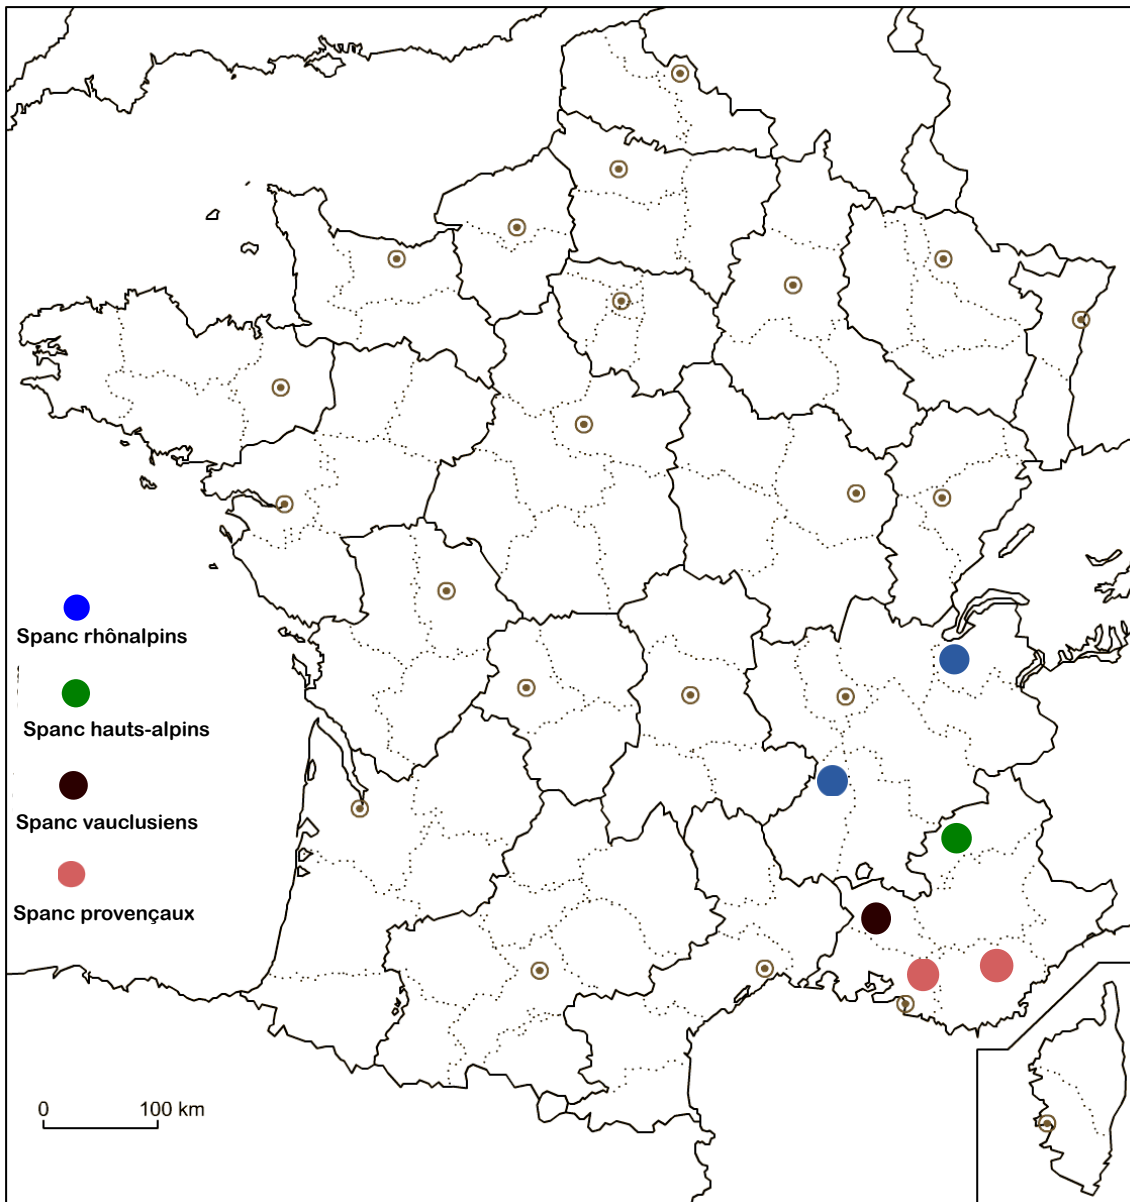 Spanc rhônalpins
Spanc hauts-alpins
Spanc vauclusiens
Spanc provençaux
0 100 km